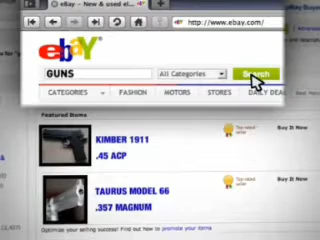 eBay – New & used el
http://www.ebay.com/
ebaY
GUNS
All Categories
Search
CATEGORIES
FASHION
MOTORS
STORES
DAILY DEAL
Featured Items
KIMBER 1911
.45 ACP
Top rated seller
Buy It Now
TAURUS MODEL 66
.357 MAGNUM
Top rated seller
Buy It Now
Optimize your selling success! Find out how to promote your items